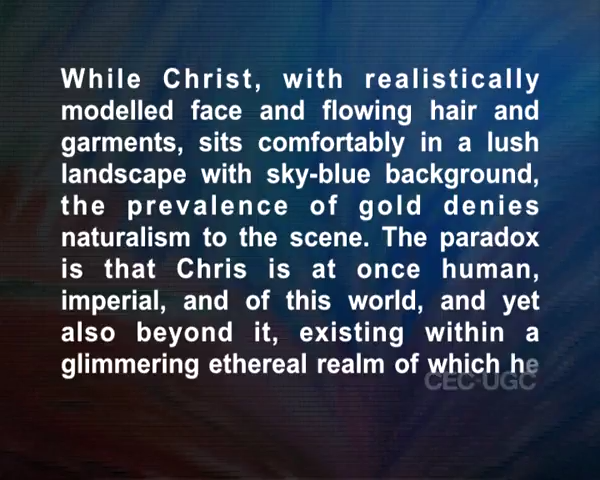 While Christ, with realistically
modelled face and flowing hair and
garments, sits comfortably in a lush
landscape with sky-blue background,
the prevalence of gold denies
naturalism to the scene. The paradox
is that Chris is at once human,
imperial, and of this world, and yet
also beyond it, existing within a
glimmering ethereal realm of which he
CEC-UGC